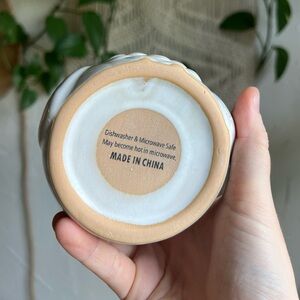 Dishwasher & Microwave Safe
May become hot in microwave.
MADE IN CHINA